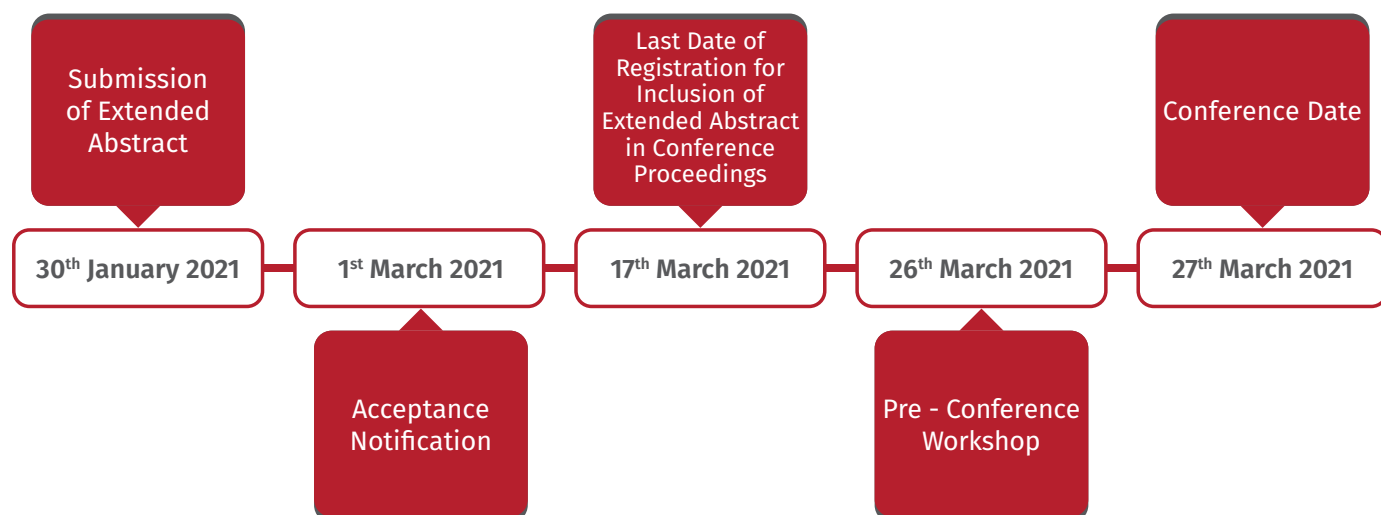 Submission
of Extended
Abstract
Last Date of
Registration for
Inclusion of
Extended Abstract
in Conference
Proceedings
Conference Date
30th January 2021
1st March 2021
17th March 2021
26th March 2021
27th March 2021
Acceptance
Notification
Pre - Conference
Workshop